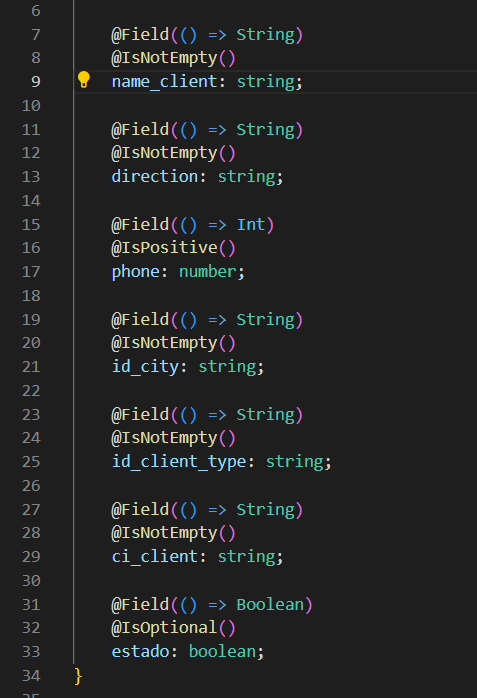 6
7 @Field(() => String)
8 @IsNotEmpty()
9 name_client: string;
10
11 @Field(() => String)
12 @IsNotEmpty()
13 direction: string;
14
15 @Field(() => Int)
16 @IsPositive()
17 phone: number;
18
19 @Field(() => String)
20 @IsNotEmpty()
21 id_city: string;
22
23 @Field(() => String)
24 @IsNotEmpty()
25 id_client_type: string;
26
27 @Field(() => String)
28 @IsNotEmpty()
29 ci_client: string;
30
31 @Field(() => Boolean)
32 @IsOptional()
33 estado: boolean;
34 }
35